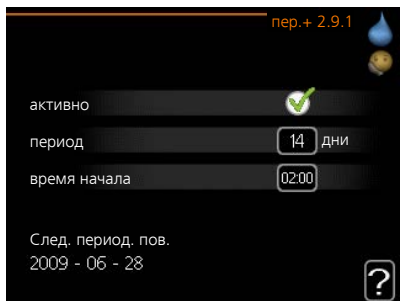 пер.+ 2.9.1
активно
период 14 дни
время начала 02:00
След. период. пов.
2009 - 06 - 28
?